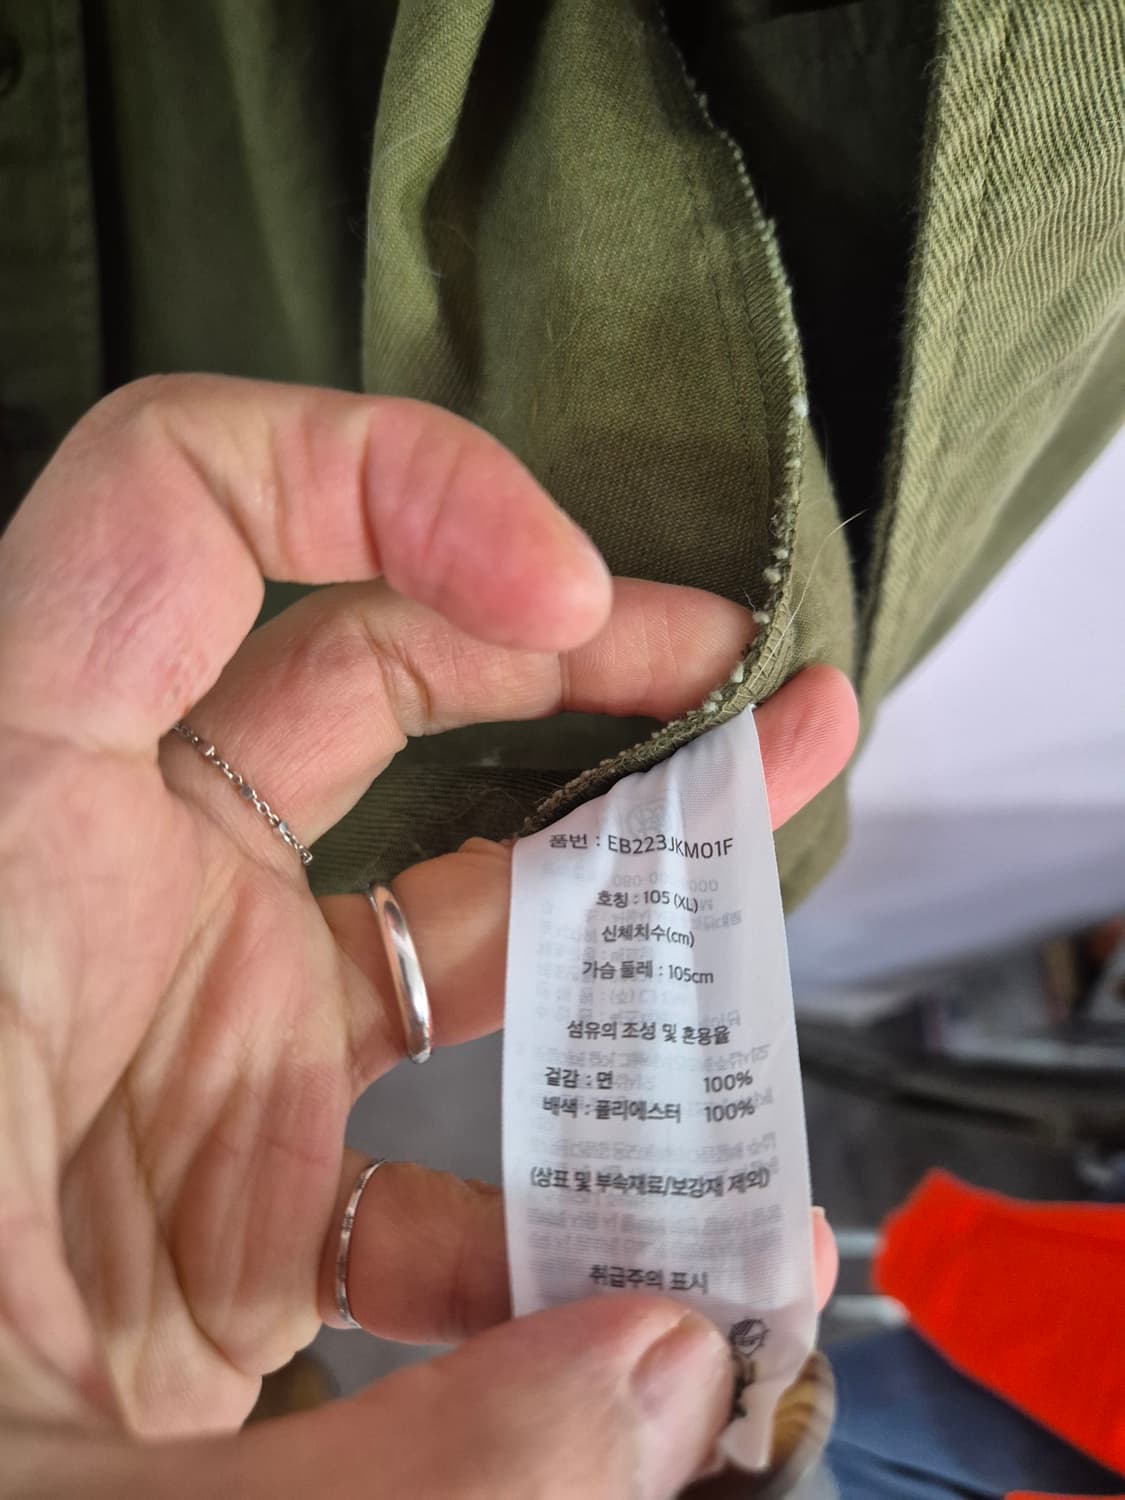 품번 : EB223JKM01F
호칭 : 105 (XL)
신체치수(cm)
가슴 둘레 : 105cm
섬유의 조성 및 혼용율
겉감 : 면 100%
배색 : 폴리에스터 100%
(상표 및 부속재료/보강재 제외)
취급주의 표시